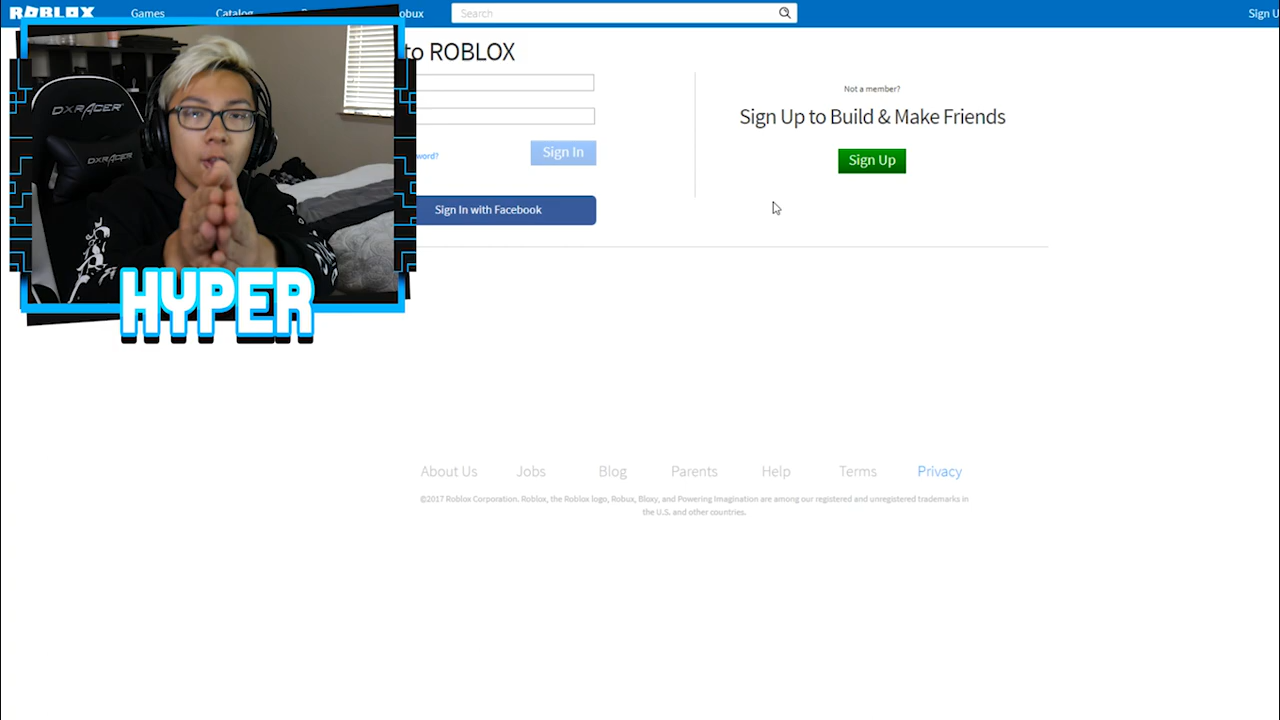 ROBLOX Games Catalog obux Search Sign U
to ROBLOX
Not a member?
Sign Up to Build & Make Friends
word?
Sign In
Sign Up
Sign In with Facebook
DXRACER
DXRACER
HYPER
About Us Jobs Blog Parents Help Terms Privacy
©2017 Roblox Corporation. Roblox, the Roblox logo, Robux, Bloxy, and Powering Imagination are among our registered and unregistered trademarks in
the U.S. and other countries.